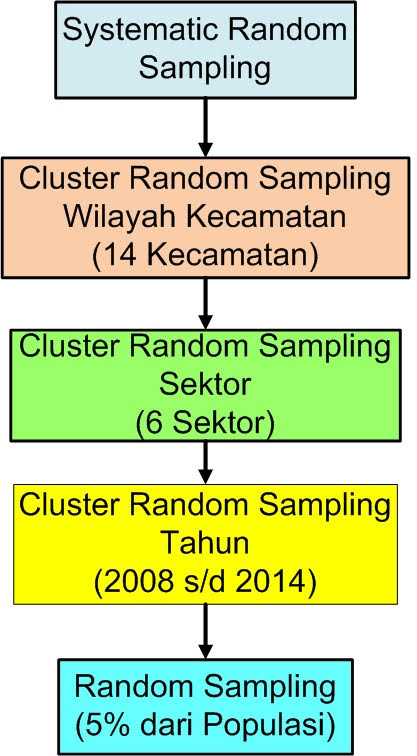 Systematic Random
Sampling
Cluster Random Sampling
Wilayah Kecamatan
(14 Kecamatan)
Cluster Random Sampling
Sektor
(6 Sektor)
Cluster Random Sampling
Tahun
(2008 s/d 2014)
Random Sampling
(5% dari Populasi)